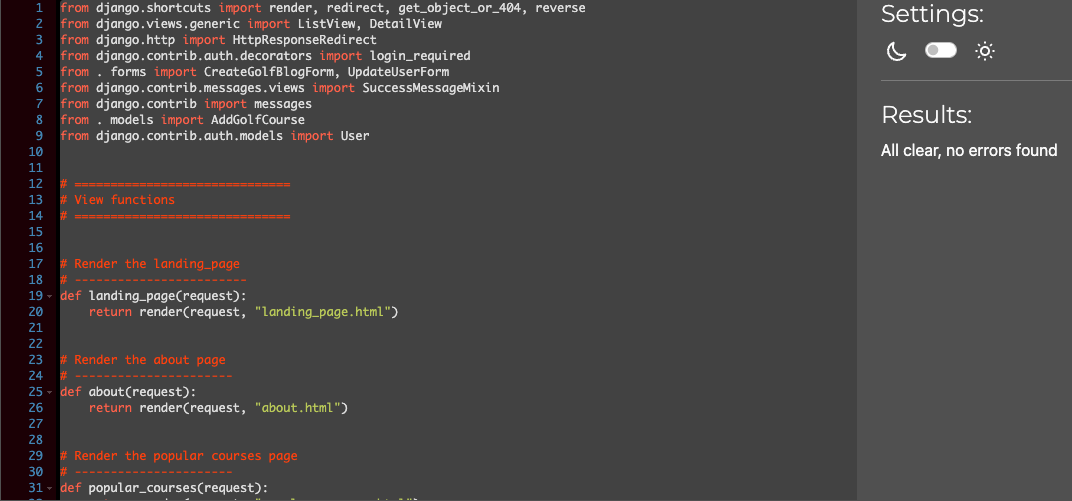 1 from django.shortcuts import render, redirect, get_object_or_404, reverse
2 from django.views.generic import ListView, DetailView
3 from django.http import HttpResponseRedirect
4 from django.contrib.auth.decorators import login_required
5 from . forms import CreateGolfBlogForm, UpdateUserForm
6 from django.contrib.messages.views import SuccessMessageMixin
7 from django.contrib import messages
8 from . models import AddGolfCourse
9 from django.contrib.auth.models import User
10
11
12 # ==============================
13 # View functions
14 # ==============================
15
16
17 # Render the landing_page
18 # ------------------------
19 def landing_page(request):
20     return render(request, "landing_page.html")
21
22
23 # Render the about page
24 # ----------------------
25 def about(request):
26     return render(request, "about.html")
27
28
29 # Render the popular courses page
30 # ----------------------
31 def popular_courses(request):
Settings:
Results:
All clear, no errors found